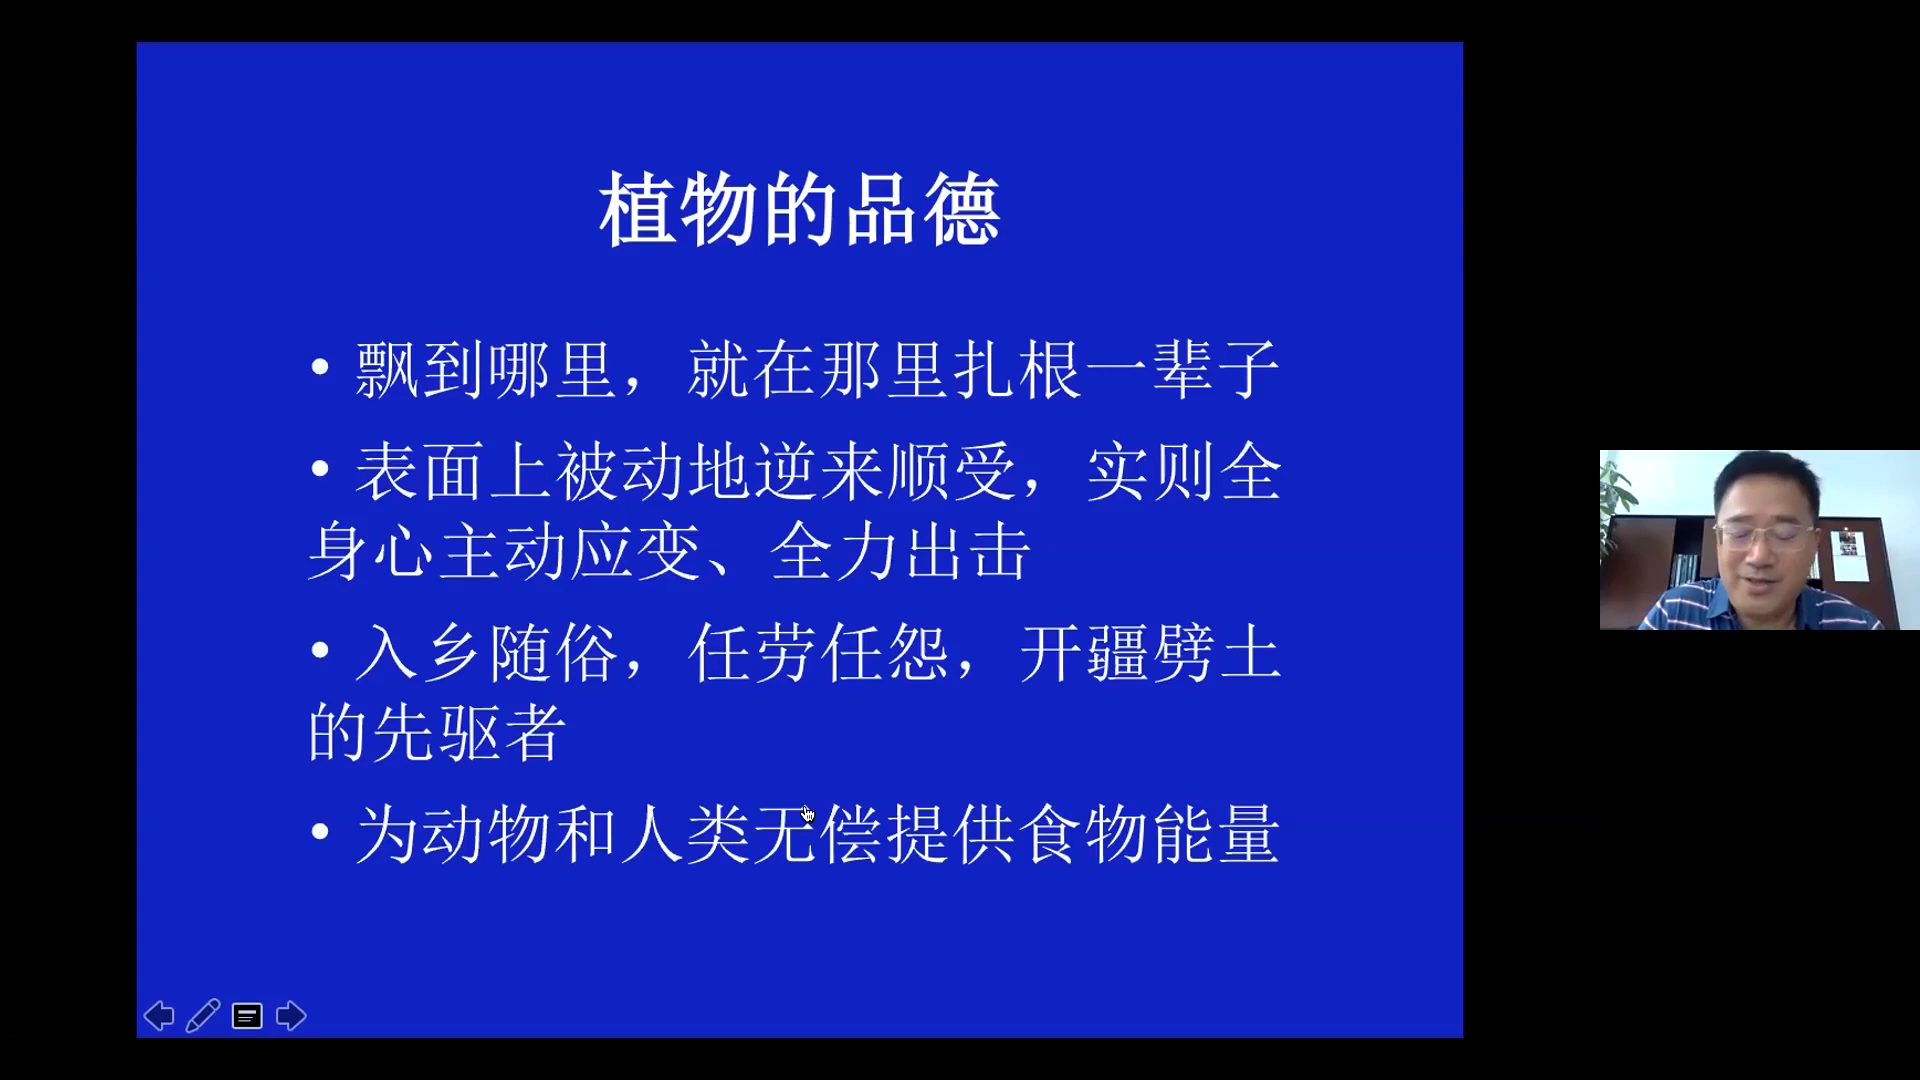 植物的品德
• 飘到哪里，就在那里扎根一辈子
• 表面上被动地逆来顺受，实则全
身心主动应变、全力出击
• 入乡随俗，任劳任怨，开疆劈土
的先驱者
• 为动物和人类无偿提供食物能量